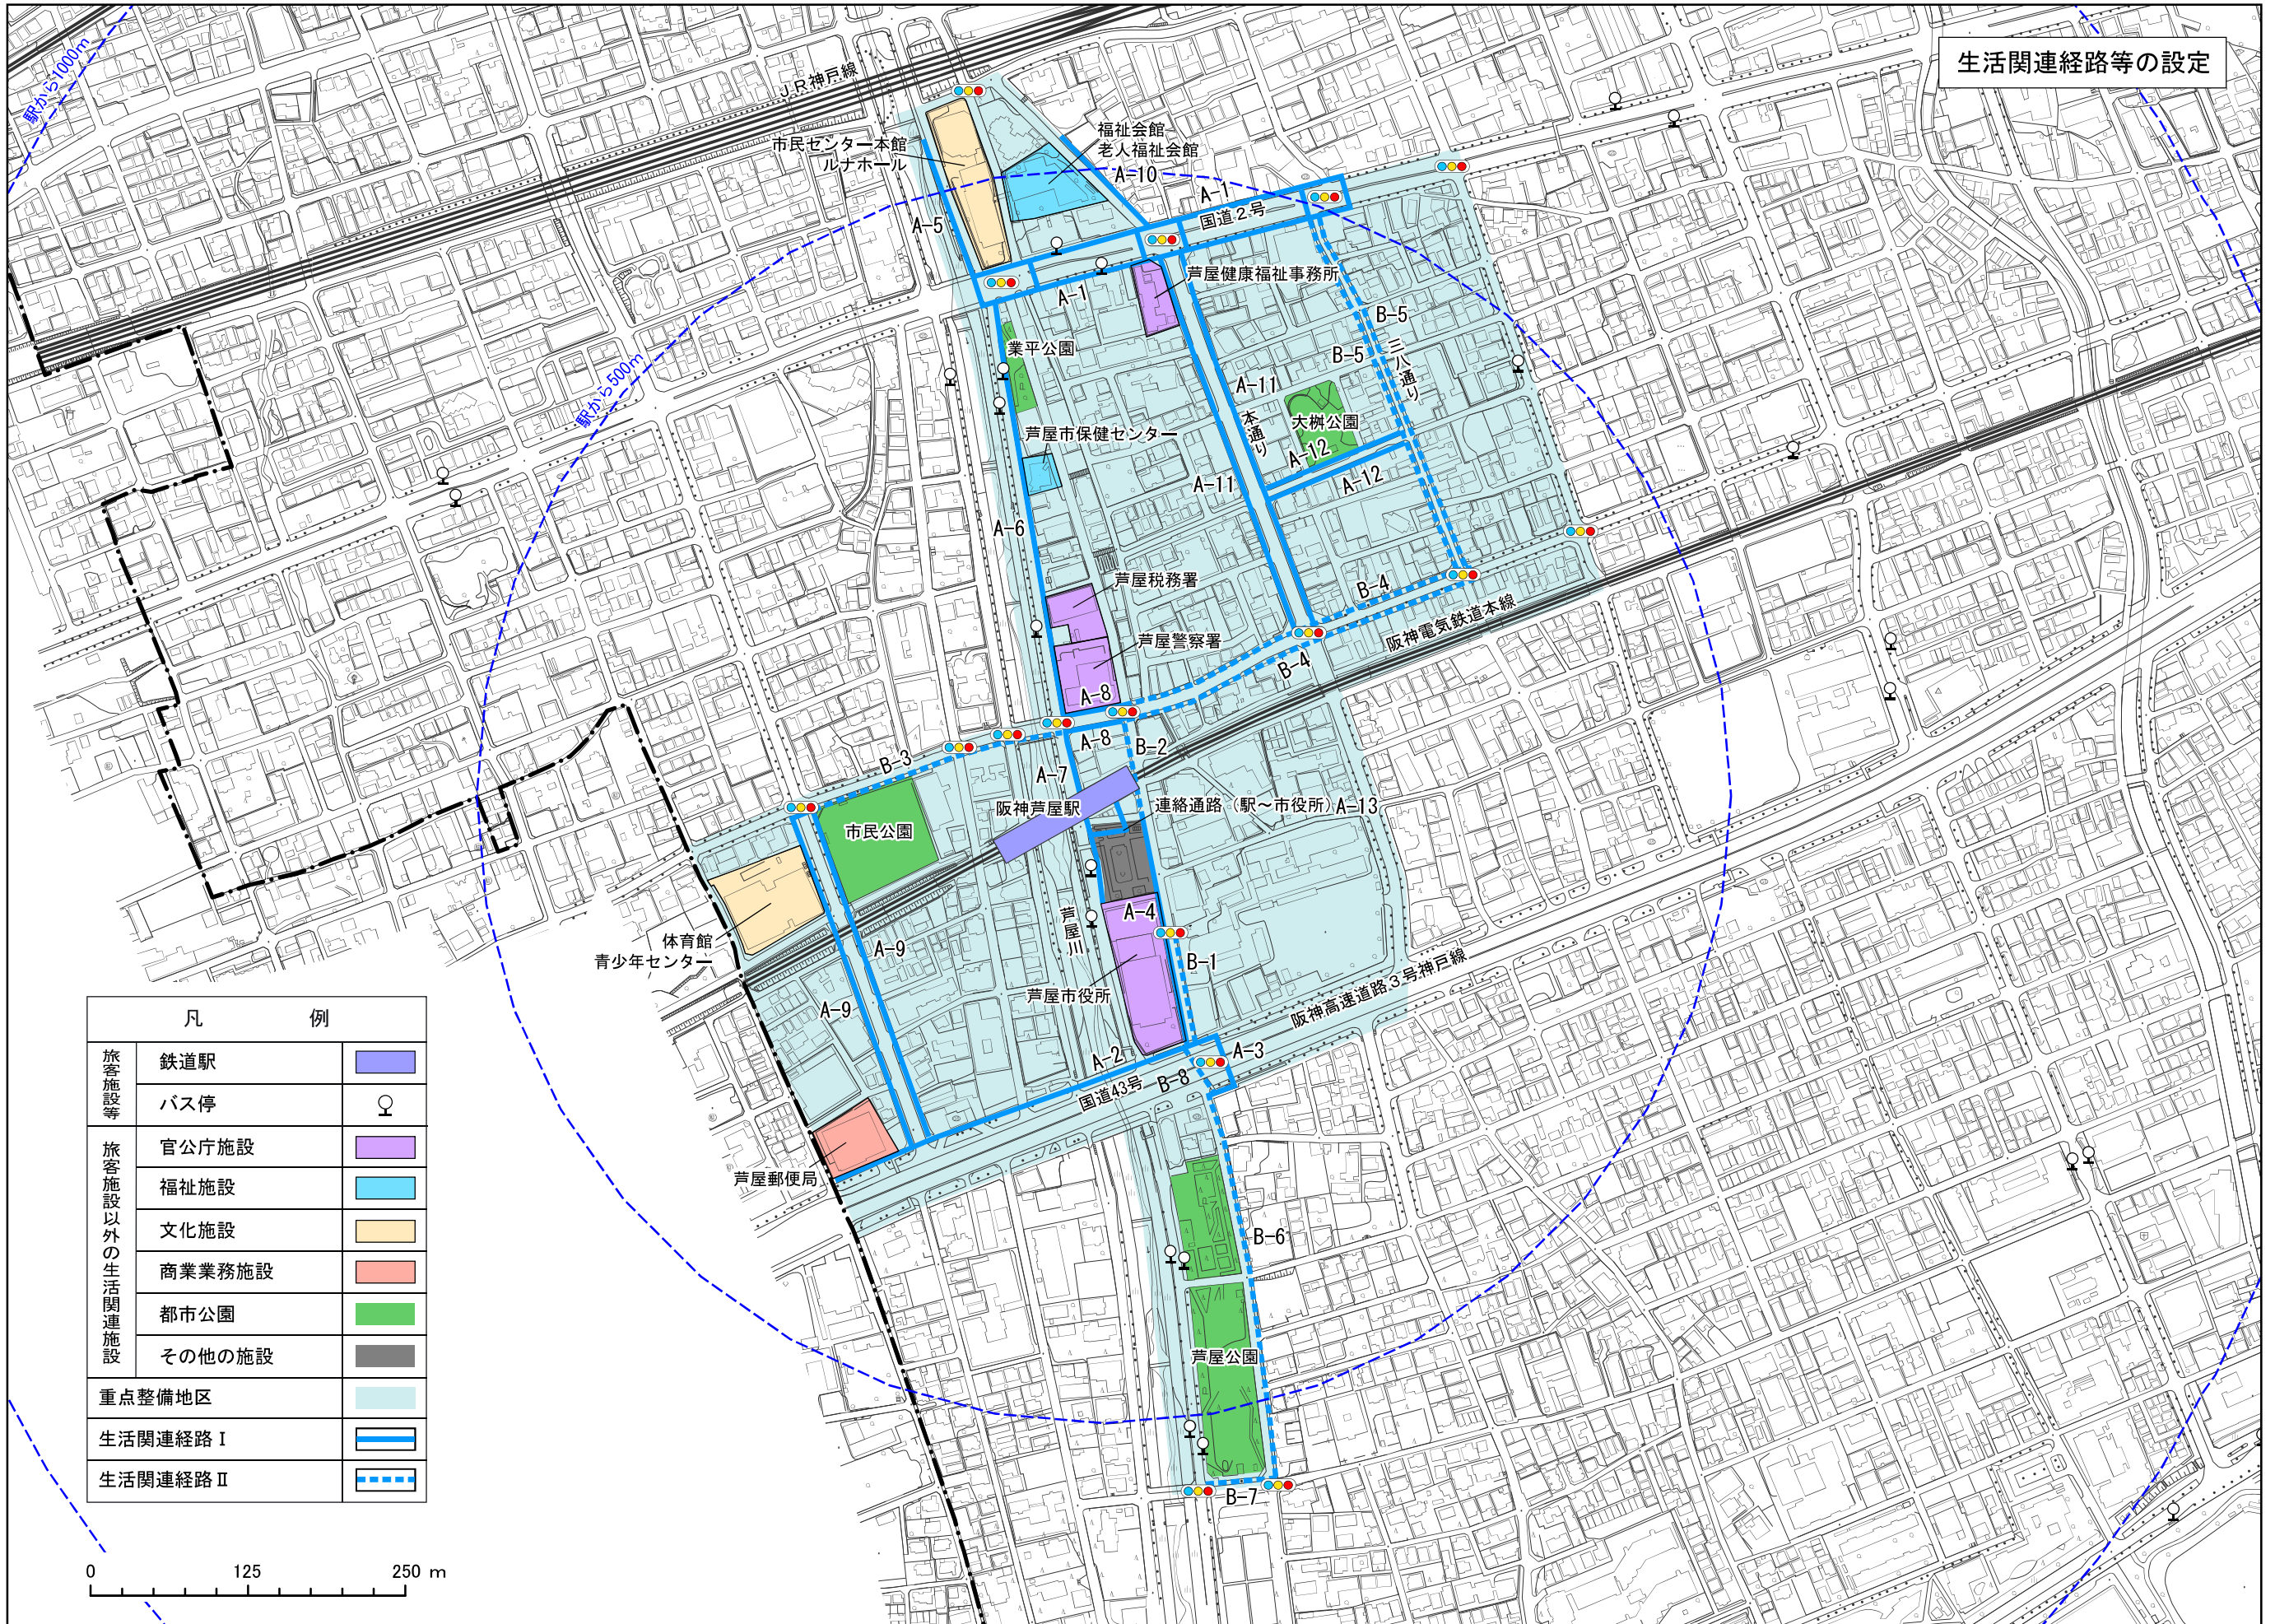 生活関連経路等の設定
駅から1000m
JR神戸線
市民センター本館
ルナホール
福祉会館
老人福祉会館
A-10
A-1
国道2号
A-5
芦屋健康福祉事務所
A-1
B-5
業平公園
駅から500m
B-5
三八通り
A-11
本通り
大桝公園
芦屋市保健センター
A-12
A-12
A-11
A-6
芦屋税務署
B-4
阪神電気鉄道本線
芦屋警察署
B-4
A-8
A-8
B-2
B-3
A-7
阪神芦屋駅
連絡通路（駅～市役所）A-13
市民公園
芦屋川
A-4
体育館
青少年センター
A-9
B-1
芦屋市役所
阪神高速道路3号神戸線
A-9
A-2
A-3
国道43号
B-8
芦屋郵便局
B-6
芦屋公園
B-7
凡例
旅客施設等
鉄道駅
バス停
旅客施設以外の生活関連施設
官公庁施設
福祉施設
文化施設
商業業務施設
都市公園
その他の施設
重点整備地区
生活関連経路Ⅰ
生活関連経路Ⅱ
0 125 250 m